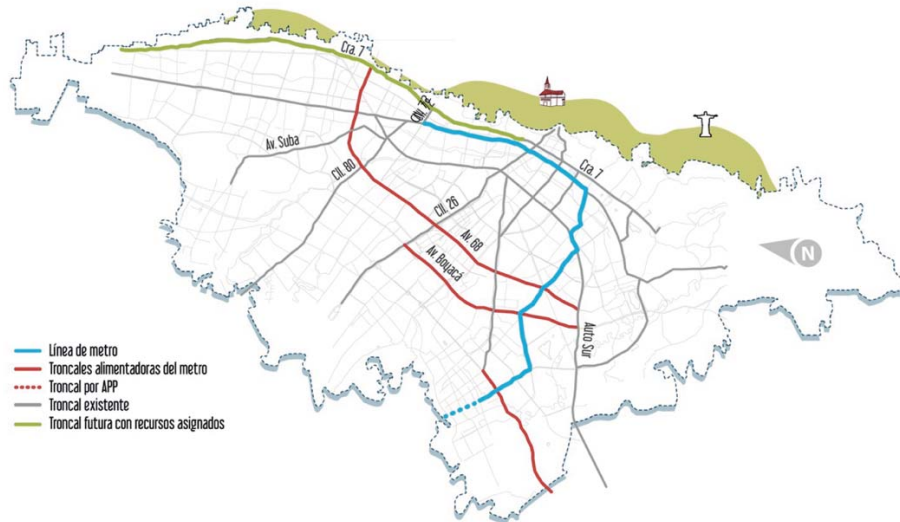 Cra. 7
Cll. 72
Av. Suba
Cll. 80
Cra. 7
Cll. 26
Av. 68
Av. Boyacá
Auto Sur
N
Línea de metro
Troncales alimentadoras del metro
Troncal por APP
Troncal existente
Troncal futura con recursos asignados